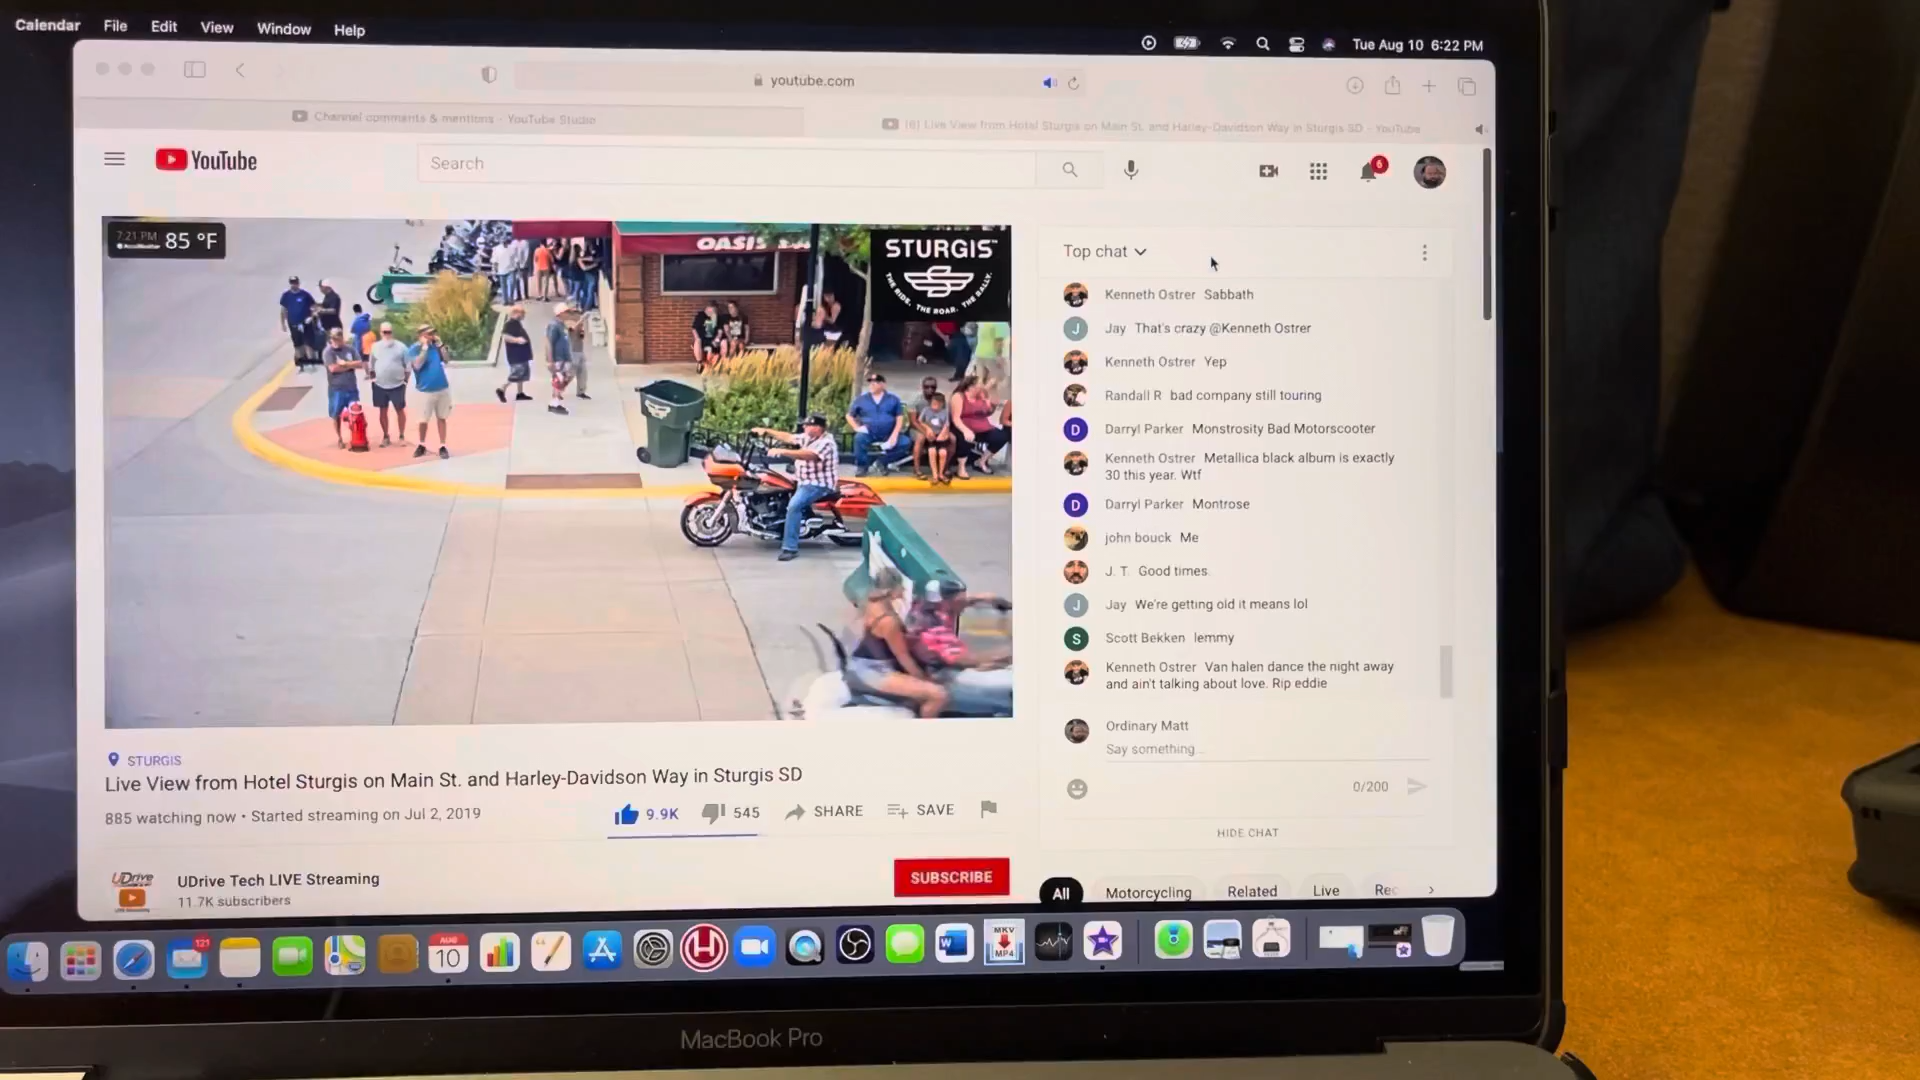 Calendar File Edit View Window Help
Tue Aug 10 6:22 PM
youtube.com
Channel comments & mentions - YouTube Studio
(6) Live View from Hotel Sturgis on Main St. and Harley-Davidson Way in Sturgis SD - YouTube
YouTube
Search
6
7:21 PM
85 °F
OASIS
STURGIS™
THE RIDE. THE ROAR. THE RALLY.
Top chat
Kenneth Ostrer Sabbath
Jay That's crazy @Kenneth Ostrer
Kenneth Ostrer Yep
Randall R bad company still touring
D Darryl Parker Monstrosity Bad Motorscooter
Kenneth Ostrer Metallica black album is exactly
30 this year. Wtf
D Darryl Parker Montrose
john bouck Me
J. T. Good times
J Jay We're getting old it means lol
S Scott Bekken lemmy
Kenneth Ostrer Van halen dance the night away
and ain't talking about love. Rip eddie
Ordinary Matt
Say something...
0/200
HIDE CHAT
STURGIS
Live View from Hotel Sturgis on Main St. and Harley-Davidson Way in Sturgis SD
885 watching now • Started streaming on Jul 2, 2019
9.9K 545 SHARE SAVE
UDrive
UDrive Tech LIVE Streaming
11.7K subscribers
SUBSCRIBE
All Motorcycling Related Live Rec
121
AUG
10
W
MKV
MP4
MacBook Pro